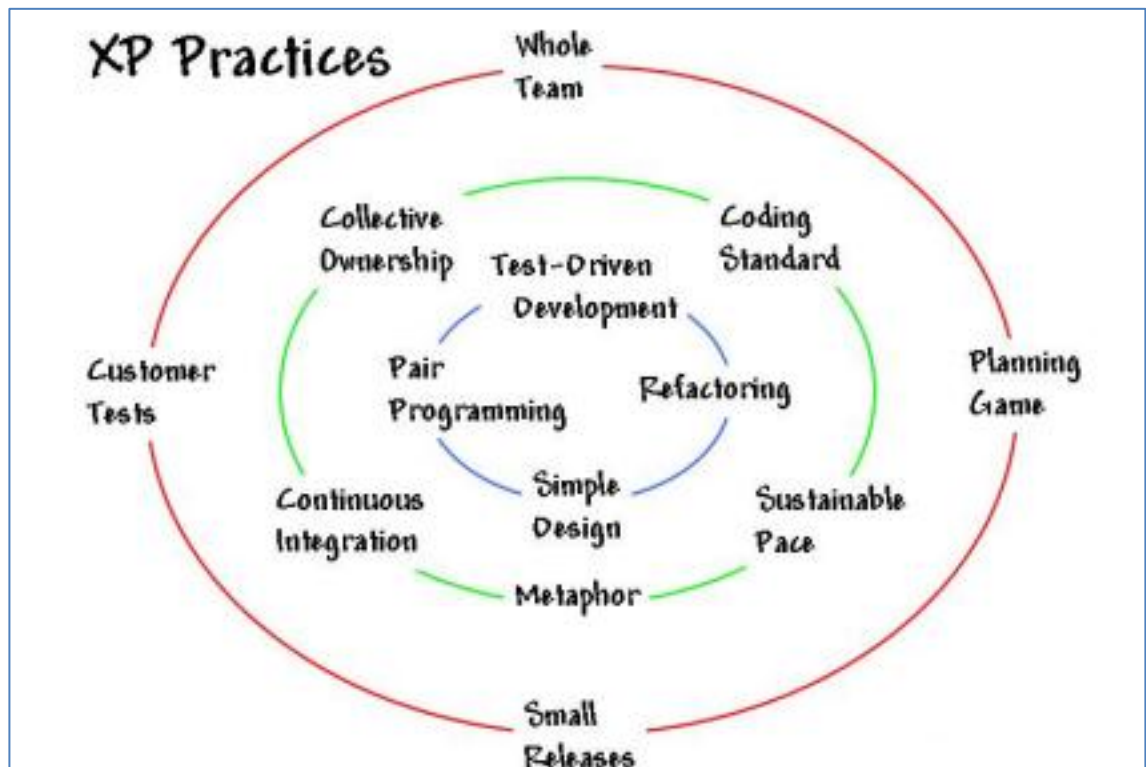 XP Practices
Whole
Team
Collective
Ownership
Coding
Standard
Test-Driven
Development
Customer
Tests
Pair
Programming
Refactoring
Planning
Game
Continuous
Integration
Simple
Design
Sustainable
Pace
Metaphor
Small
Releases